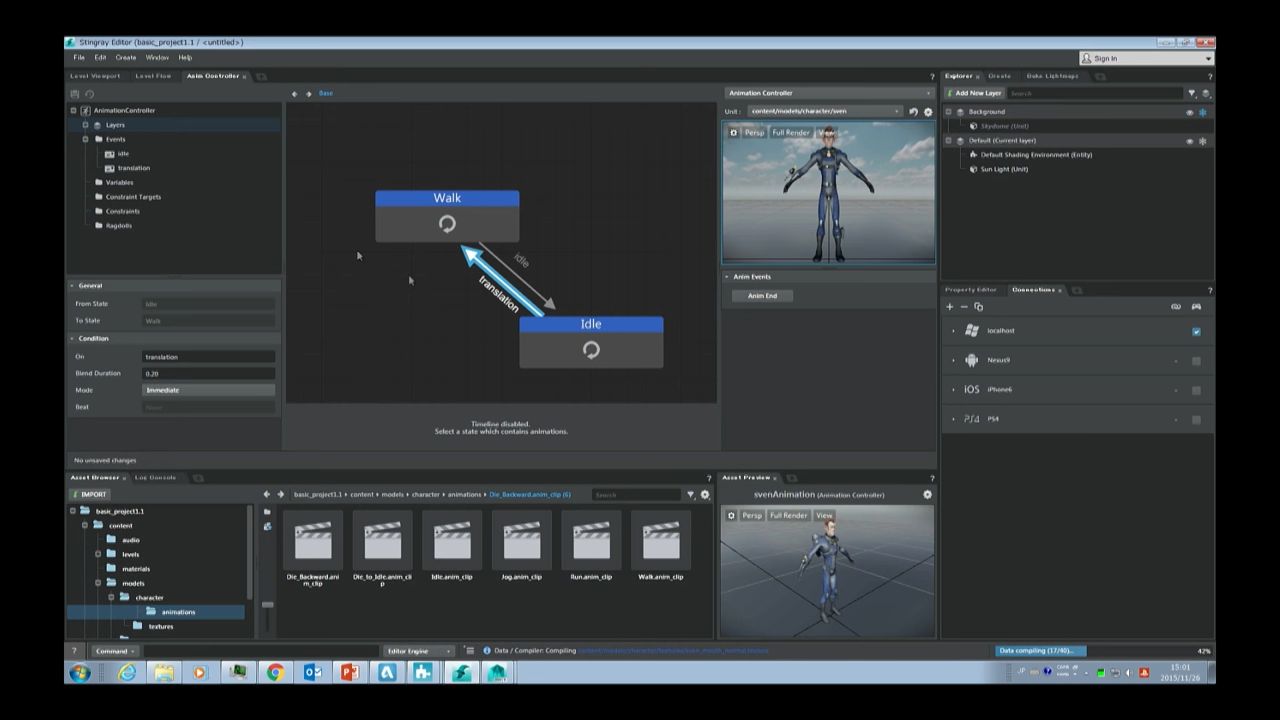 Stingray Editor (basic_project1.1 / <untitled>)
File Edit Create Window Help
Sign In
Level Viewport Level Flow Anim Controller
Explorer Create Bake Lightmaps
?
?
Base
Animation Controller
Add New Layer Search
AnimationController
Layers
Events
idle
translation
Variables
Constraint Targets
Constraints
Ragdolls
Unit : content/models/character/sven
Persp Full Render View
Background
Skydome (Unit)
Default (Current layer)
Default Shading Environment (Entity)
Sun Light (Unit)
Walk
idle
translation
Idle
Anim Events
Anim End
General
From State Idle
To State Walk
Condition
On translation
Blend Duration 0.20
Mode Immediate
Beat None
Timeline disabled.
Select a state which contains animations.
Property Editor Connections ?
localhost
Nexus9
iOS iPhone6
PS4 PS4
No unsaved changes
Asset Browser Log Console ?
Asset Preview ?
IMPORT
basic_project1.1 content models character animations Die_Backward.anim_clip (6) Search
svenAnimation (Animation Controller)
Persp Full Render View
basic_project1.1
content
audio
levels
materials
models
character
animations
textures
Die_Backward.ani
m_clip
Die_to_Idle.anim_cli
p
Idle.anim_clip
Jog.anim_clip
Run.anim_clip
Walk.anim_clip
? Command Editor Engine Data / Compiler: Compiling
Data compiling (17/40)... 42%
JP
15:01
2015/11/26